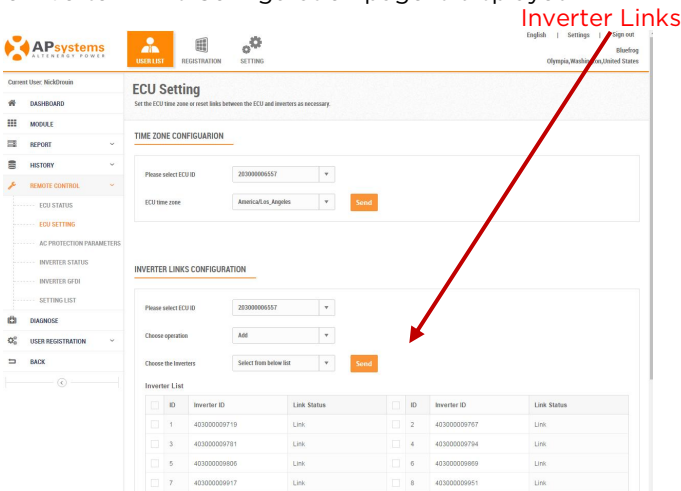 Inverter Links
English | Settings | Sign out
APsystems
ALTENERGY POWER
USER LIST
REGISTRATION
SETTING
Bluefrog
Olympia,Washington,United States
Current User: NickDrouin
DASHBOARD
MODULE
REPORT
HISTORY
REMOTE CONTROL
ECU STATUS
ECU SETTING
AC PROTECTION PARAMETERS
INVERTER STATUS
INVERTER GFDI
SETTING LIST
DIAGNOSE
USER REGISTRATION
BACK
ECU Setting
Set the ECU time zone or reset links between the ECU and inverters as necessary.
TIME ZONE CONFIGUARION
Please select ECU ID 203000006557
ECU time zone America/Los_Angeles Send
INVERTER LINKS CONFIGURATION
Please select ECU ID 203000006557
Choose operation Add
Choose the Inverters Select from below list Send
Inverter List
ID Inverter ID Link Status ID Inverter ID Link Status
1 403000009719 Link 2 403000009767 Link
3 403000009781 Link 4 403000009794 Link
5 403000009806 Link 6 403000009869 Link
7 403000009917 Link 8 403000009951 Link